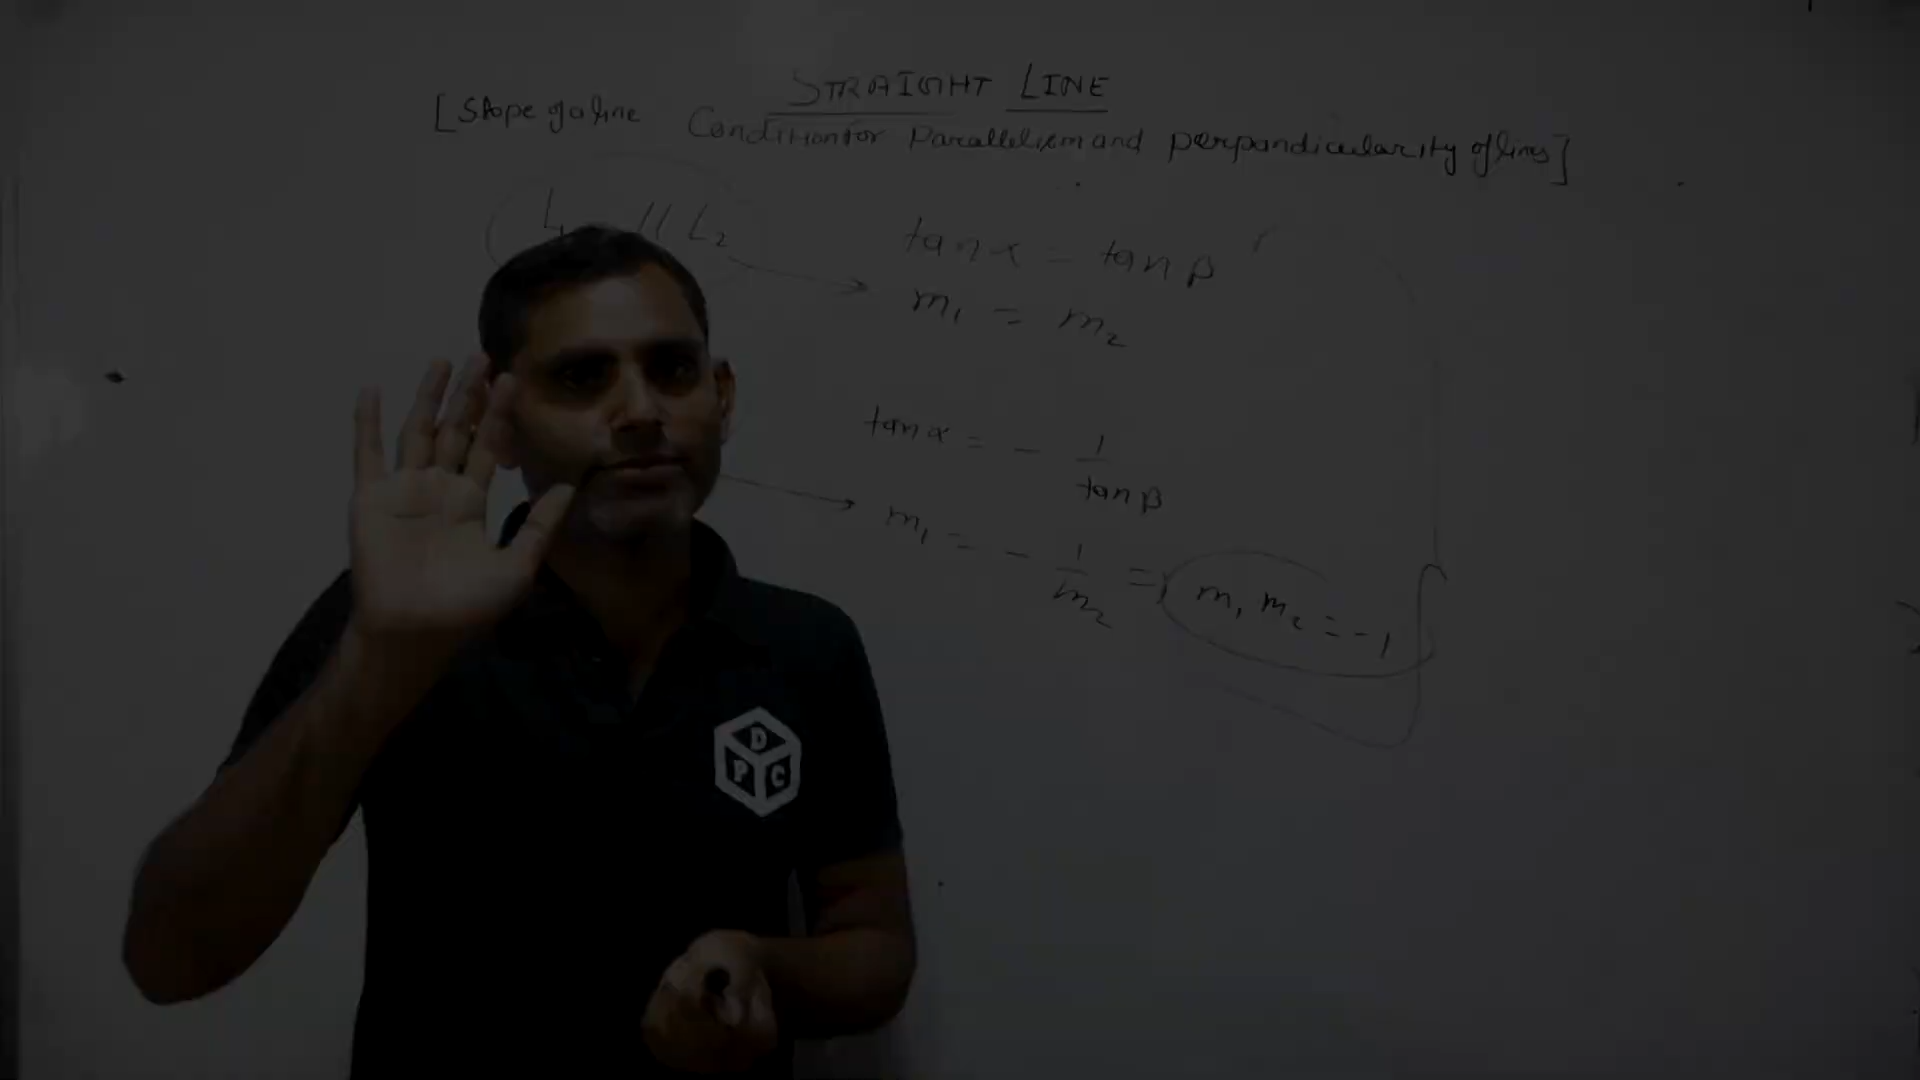 STRAIGHT LINE
[Slope of a line Condition for Parallelism and perpandicularity of lines]
L1 // L2
tan α = tan β
m1 = m2
tan α = - 1/tan β
m1 = - 1/m2 => m1 m2 = -1
D
P C